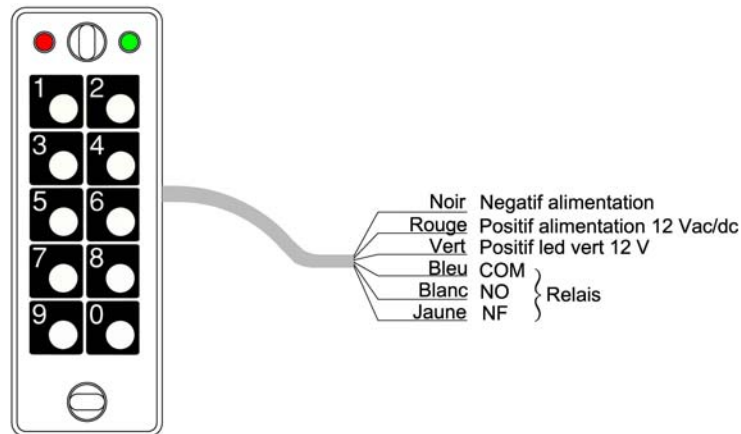 1 2
3 4
5 6
7 8
9 0
Noir Negatif alimentation
Rouge Positif alimentation 12 Vac/dc
Vert Positif led vert 12 V
Bleu COM
Blanc NO
Relais
Jaune NF